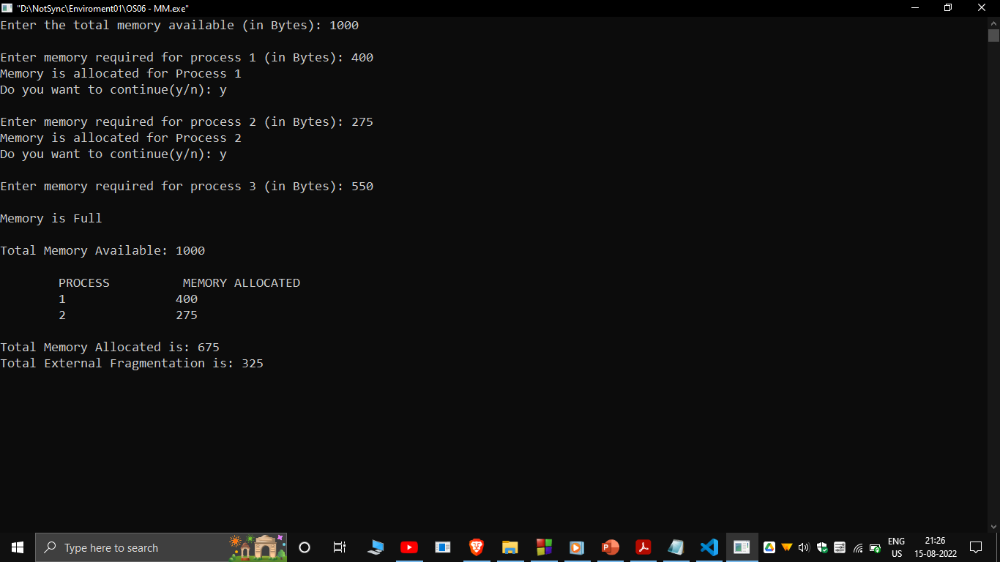 "D:\NotSync\Enviroment01\OS06 - MM.exe"
Enter the total memory available (in Bytes): 1000
Enter memory required for process 1 (in Bytes): 400
Memory is allocated for Process 1
Do you want to continue(y/n): y
Enter memory required for process 2 (in Bytes): 275
Memory is allocated for Process 2
Do you want to continue(y/n): y
Enter memory required for process 3 (in Bytes): 550
Memory is Full
Total Memory Available: 1000
PROCESS MEMORY ALLOCATED
1 400
2 275
Total Memory Allocated is: 675
Total External Fragmentation is: 325
Type here to search
ENG
US
21:26
15-08-2022